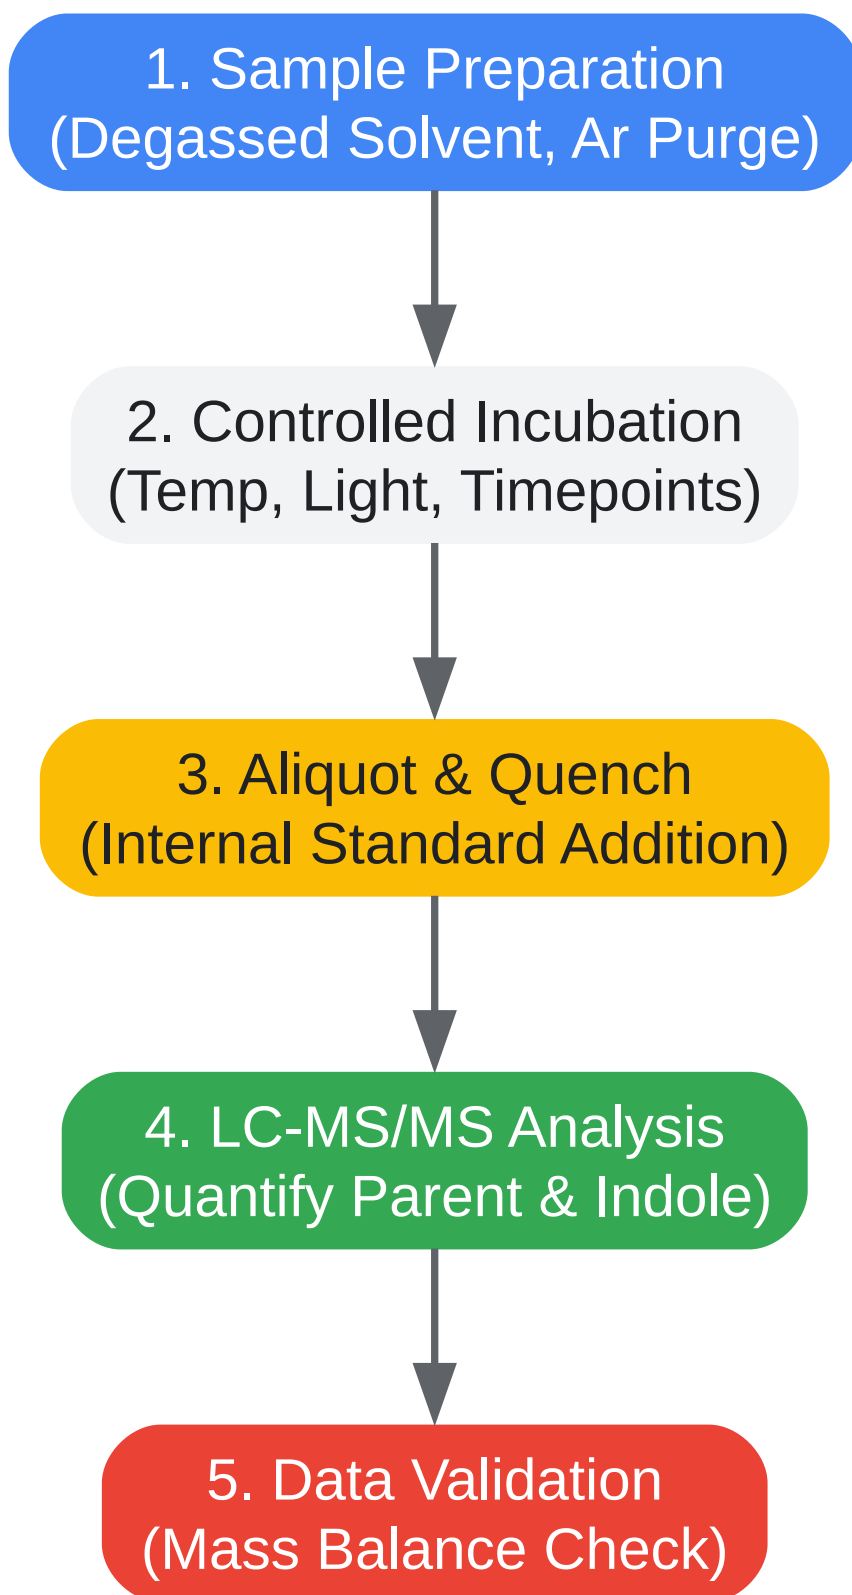 1. Sample Preparation
(Degassed Solvent, Ar Purge)
2. Controlled Incubation
(Temp, Light, Timepoints)
3. Aliquot & Quench
(Internal Standard Addition)
4. LC-MS/MS Analysis
(Quantify Parent & Indole)
5. Data Validation
(Mass Balance Check)